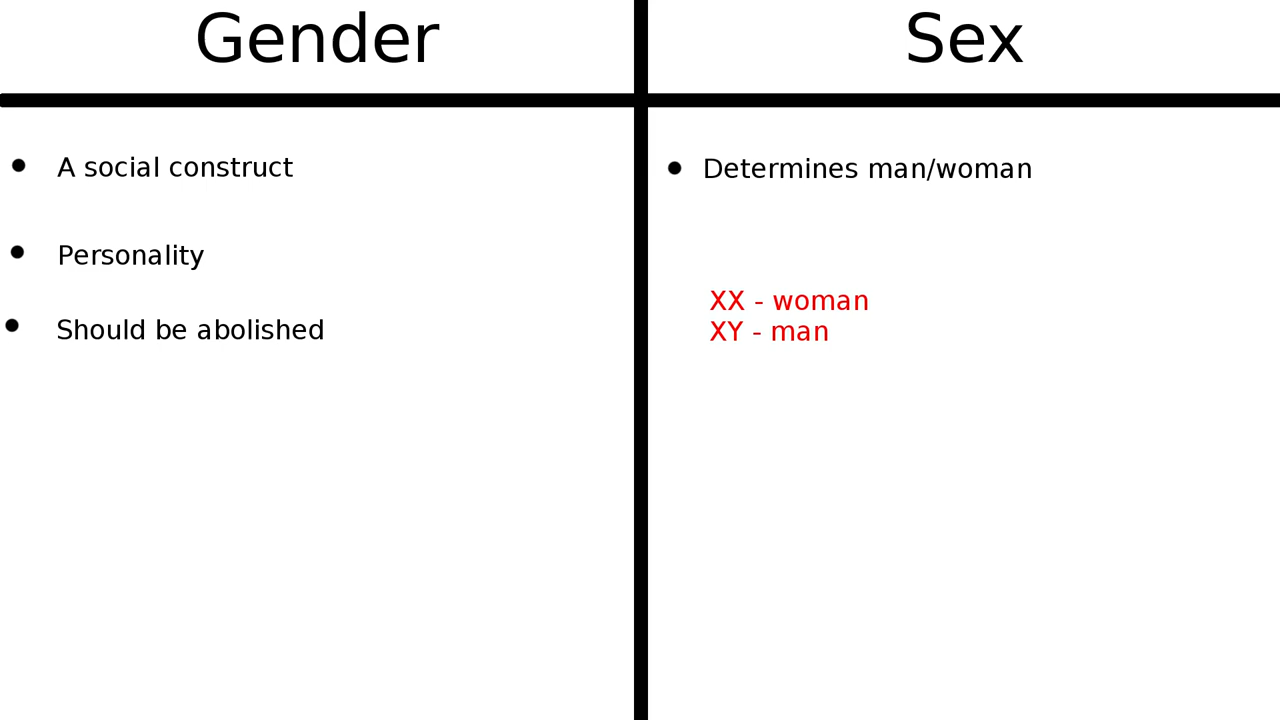 Gender
Sex
● A social construct
● Personality
● Should be abolished
● Determines man/woman
XX - woman
XY - man